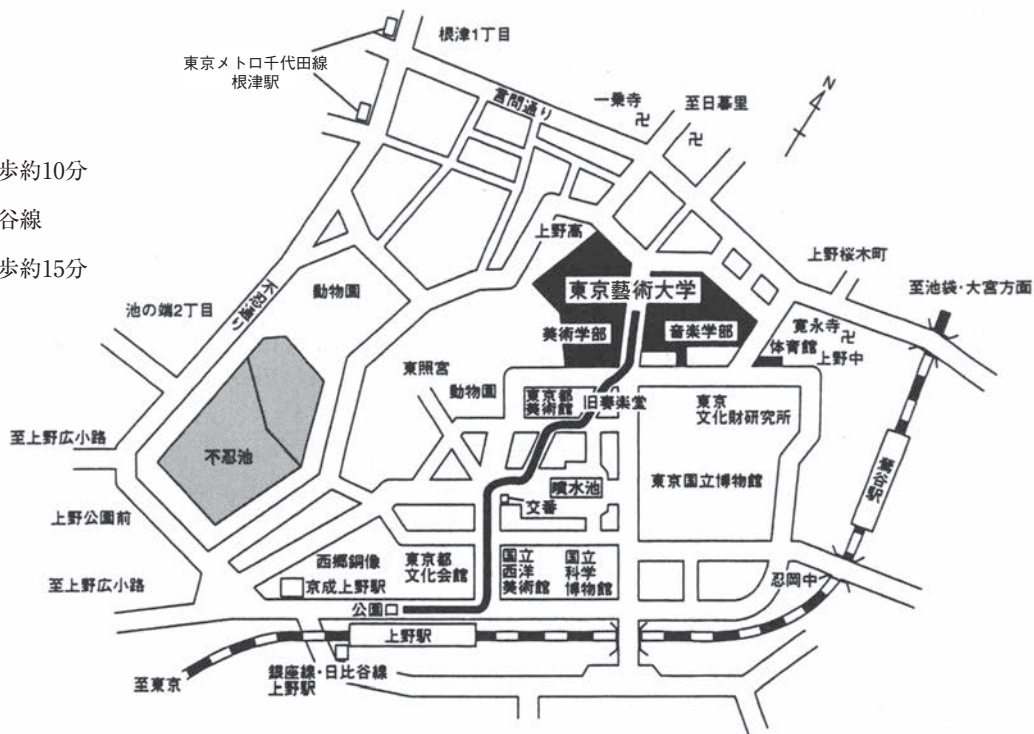 根津1丁目
東京メトロ千代田線
根津駅
言問通り
一乗寺
至日暮里
N
歩約10分
谷線
歩約15分
上野高
上野桜木町
東京藝術大学
至池袋・大宮方面
動物園
不忍通り
池の端2丁目
美術学部
音楽学部
寛永寺
体育館
上野中
東照宮
動物園
東京都
美術館
旧奏楽堂
東京
文化財研究所
至上野広小路
不忍池
鶯谷駅
東京国立博物館
噴水池
交番
上野公園前
西郷銅像
東京都
文化会館
国立
西洋
美術館
国立
科学
博物館
至上野広小路
京成上野駅
忍岡中
公園口
上野駅
至東京
銀座線・日比谷線
上野駅